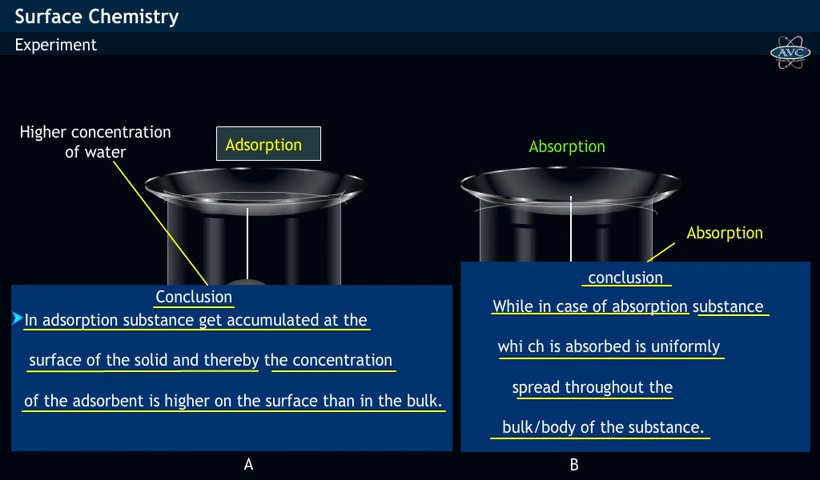 Surface Chemistry
Experiment
AVC
Higher concentration
of water
Adsorption
Absorption
Absorption
Conclusion
In adsorption substance get accumulated at the
surface of the solid and thereby the concentration
of the adsorbent is higher on the surface than in the bulk.
conclusion
While in case of absorption substance
whi ch is absorbed is uniformly
spread throughout the
bulk/body of the substance.
A
B